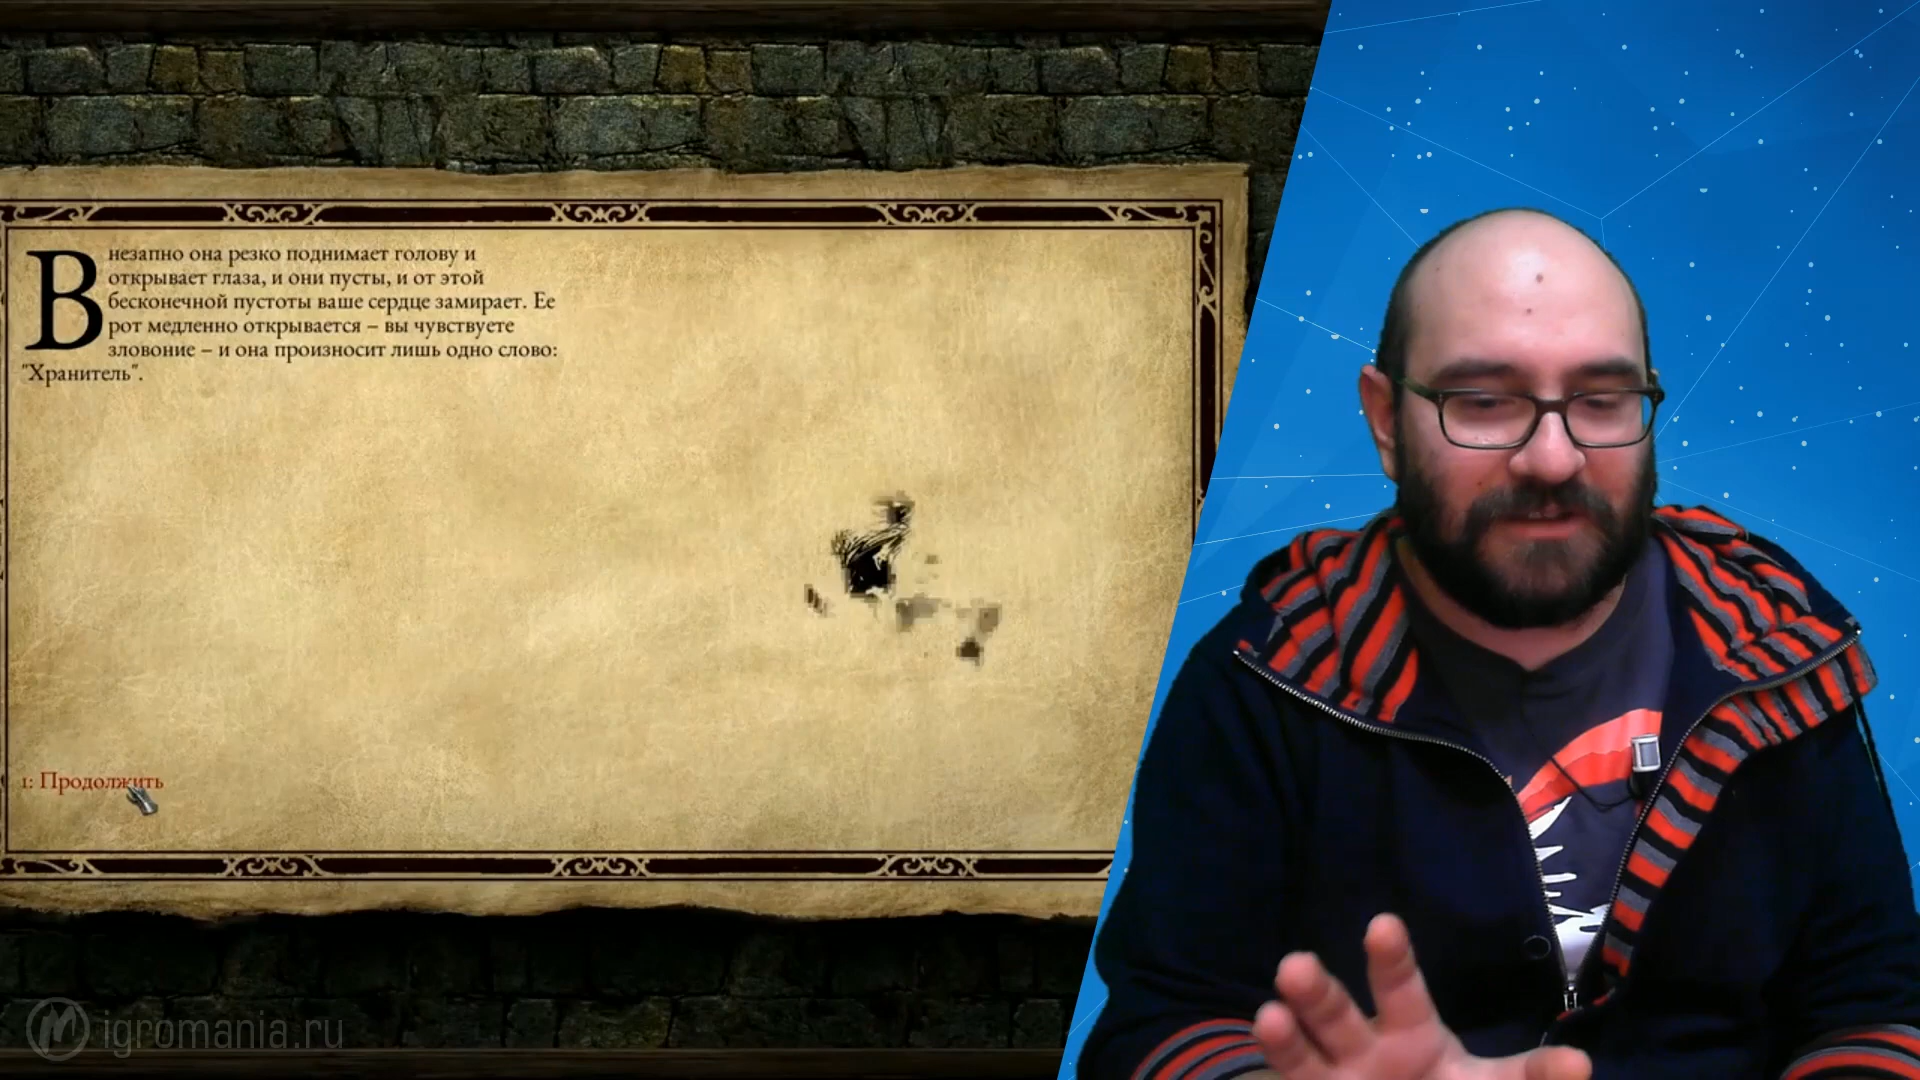 Внезапно она резко поднимает голову и
открывает глаза, и они пусты, и от этой
бесконечной пустоты ваше сердце замирает. Ее
рот медленно открывается – вы чувствуете
зловоние – и она произносит лишь одно слово:
"Хранитель".
1: Продолжить
igromania.ru